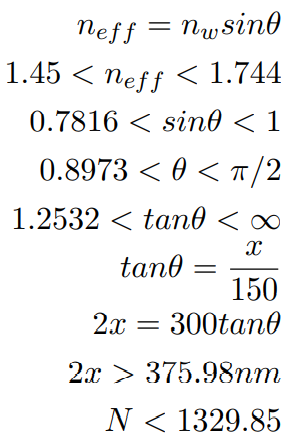 n_{eff} = n_w sinθ
1.45 < n_{eff} < 1.744
0.7816 < sinθ < 1
0.8973 < θ < π/2
1.2532 < tanθ < ∞
tanθ = \frac{x}{150}
2x = 300tanθ
2x > 375.98nm
N < 1329.85